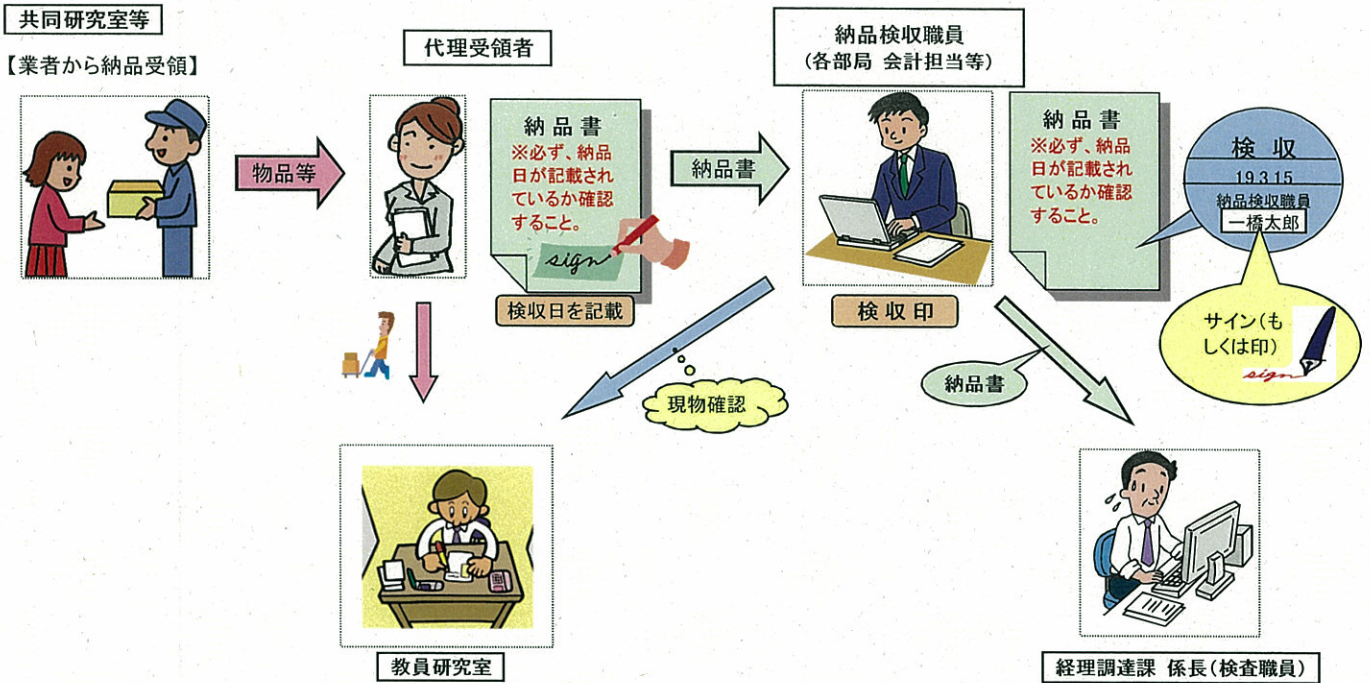 共同研究室等
【業者から納品受領】
代理受領者
納品検収職員
(各部局 会計担当等)
物品等
納品書
※必ず、納品
日が記載され
ているか確認
すること。
sign
検収日を記載
納品書
検収印
納品書
※必ず、納品
日が記載され
ているか確認
すること。
検収
19.3.15
納品検収職員
一橋太郎
サイン(も
しくは印)
sign
現物確認
納品書
教員研究室
経理調達課 係長(検査職員)